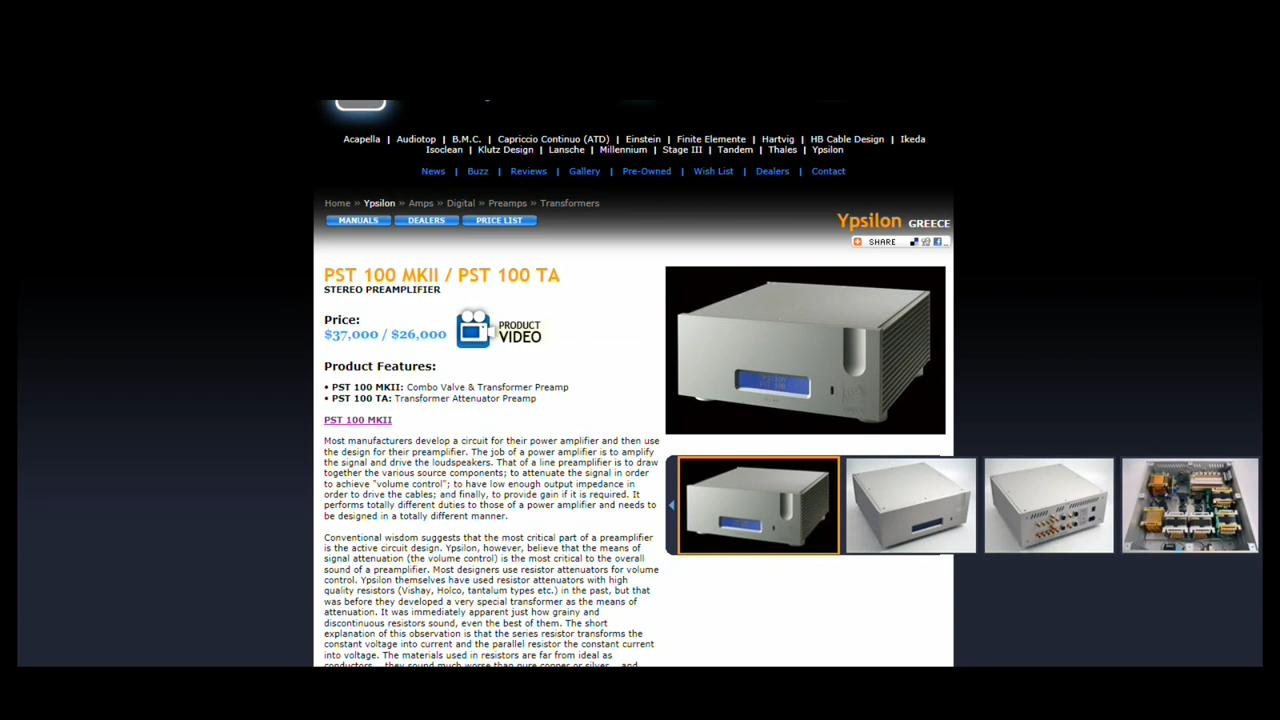 Acapella | Audiotop | B.M.C. | Capriccio Continuo (ATD) | Einstein | Finite Elemente | Hartvig | HB Cable Design | Ikeda
Isoclean | Klutz Design | Lansche | Millennium | Stage III | Tandem | Thales | Ypsilon
News | Buzz | Reviews | Gallery | Pre-Owned | Wish List | Dealers | Contact
Home » Ypsilon » Amps » Digital » Preamps » Transformers
MANUALS DEALERS PRICE LIST
Ypsilon GREECE
SHARE
PST 100 MKII / PST 100 TA
STEREO PREAMPLIFIER
Price:
$37,000 / $26,000
PRODUCT
VIDEO
Product Features:
• PST 100 MKII: Combo Valve & Transformer Preamp
• PST 100 TA: Transformer Attenuator Preamp
PST 100 MKII
Most manufacturers develop a circuit for their power amplifier and then use
the design for their preamplifier. The job of a power amplifier is to amplify
the signal and drive the loudspeakers. That of a line preamplifier is to draw
together the various source components; to attenuate the signal in order
to achieve "volume control"; to have low enough output impedance in
order to drive the cables; and finally, to provide gain if it is required. It
performs totally different duties to those of a power amplifier and needs to
be designed in a totally different manner.
Conventional wisdom suggests that the most critical part of a preamplifier
is the active circuit design. Ypsilon, however, believe that the means of
signal attenuation (the volume control) is the most critical to the overall
sound of a preamplifier. Most designers use resistor attenuators for volume
control. Ypsilon themselves have used resistor attenuators with high
quality resistors (Vishay, Holco, tantalum types etc.) in the past, but that
was before they developed a very special transformer as the means of
attenuation. It was immediately apparent just how grainy and
discontinuous resistors sound, even the best of them. The short
explanation of this observation is that the series resistor transforms the
constant voltage into current and the parallel resistor the constant current
into voltage. The materials used in resistors are far from ideal as
conductors... they sound much worse than pure copper or silver... and